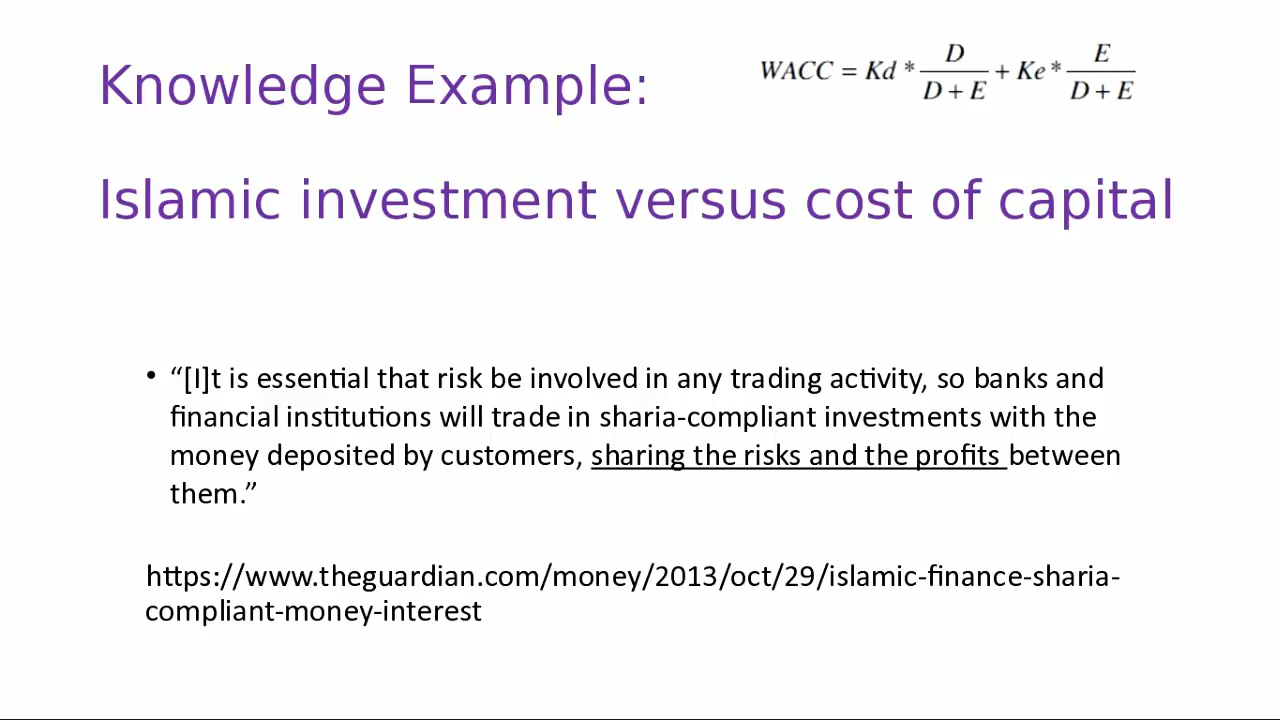 Knowledge Example:
WACC = Kd * D / D + E + Ke * E / D + E
Islamic investment versus cost of capital
• “[I]t is essential that risk be involved in any trading activity, so banks and
financial institutions will trade in sharia-compliant investments with the
money deposited by customers, sharing the risks and the profits between
them.”
https://www.theguardian.com/money/2013/oct/29/islamic-finance-sharia-
compliant-money-interest